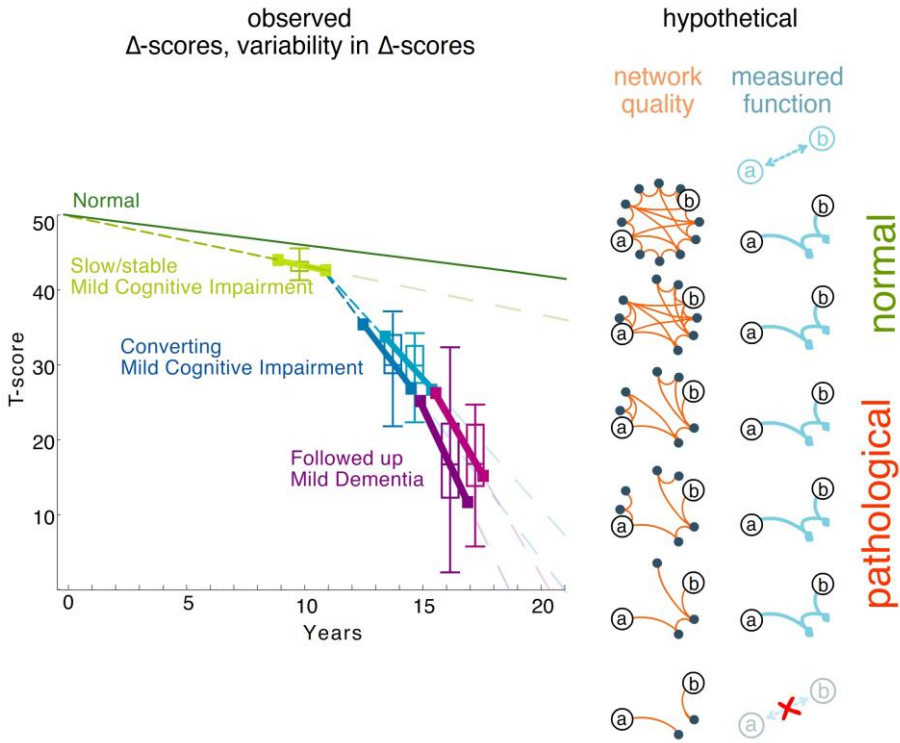 observed
Δ-scores, variability in Δ-scores
hypothetical
network
quality
measured
function
a
b
Normal
Slow/stable
Mild Cognitive Impairment
Converting
Mild Cognitive Impairment
Followed up
Mild Dementia
T-score
50
40
30
20
10
0
5
10
15
20
Years
a
b
a
b
a
b
a
b
a
b
a
b
a
b
a
b
a
b
a
b
a
b
a
b
normal
pathological